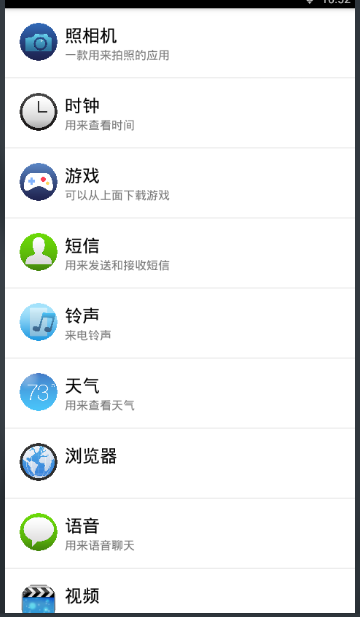 照相机
一款用来拍照的应用
时钟
用来查看时间
游戏
可以从上面下载游戏
短信
用来发送和接收短信
铃声
来电铃声
天气
73°
用来查看天气
浏览器
语音
用来语音聊天
视频